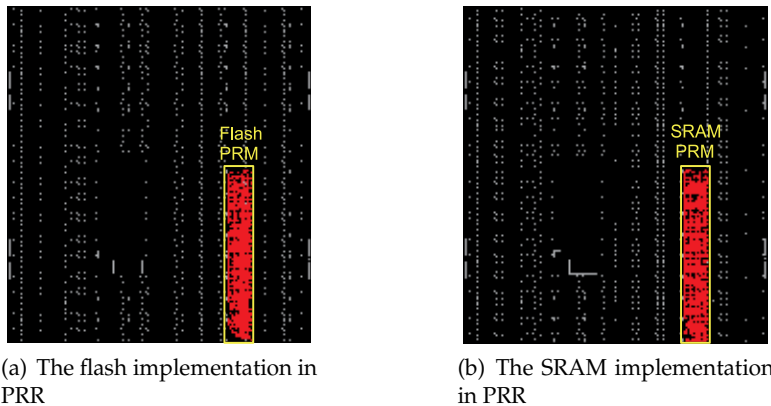 Flash
PRM
SRAM
PRM
(a) The flash implementation in
PRR
(b) The SRAM implementation
in PRR